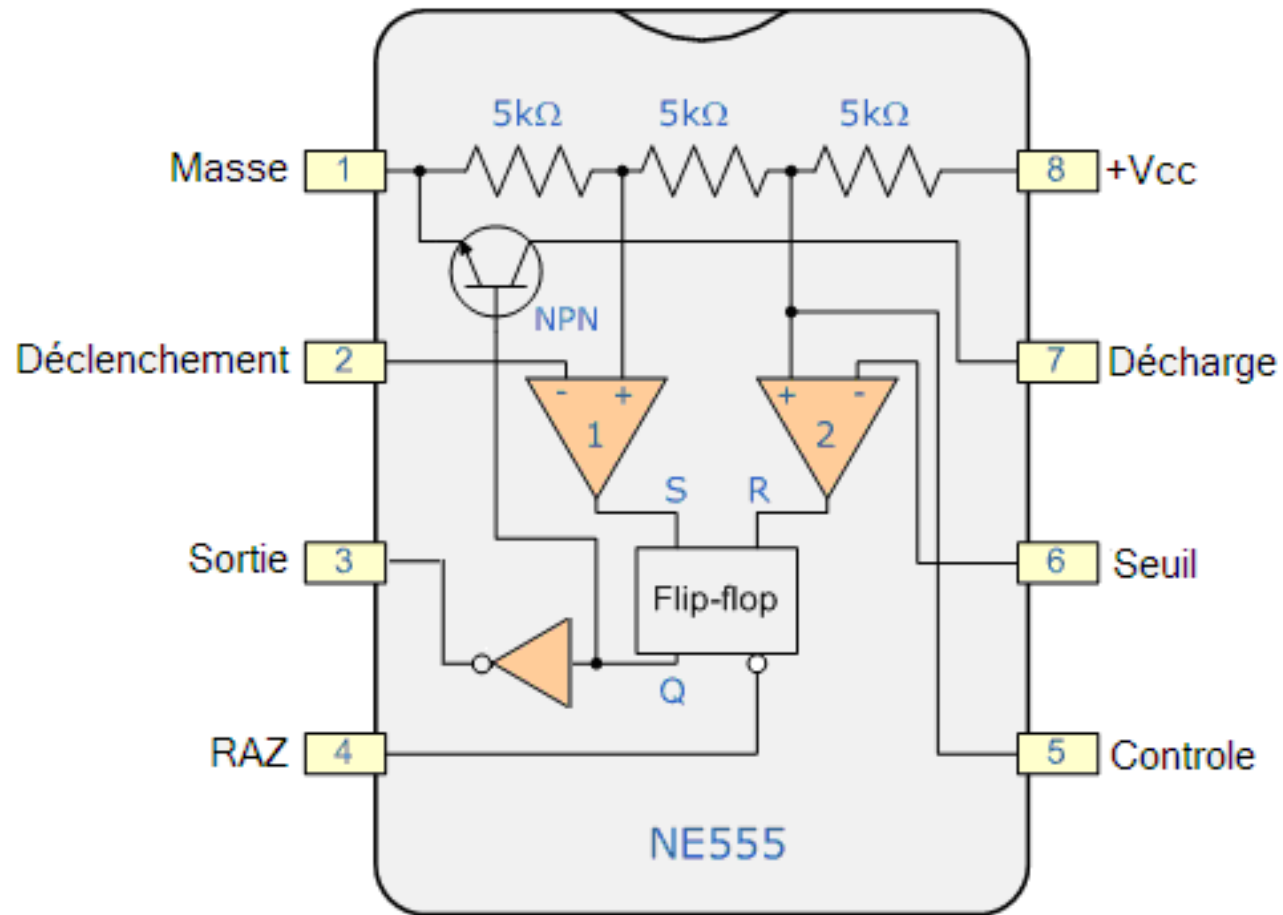 5kΩ 5kΩ 5kΩ
Masse 1 8 +Vcc
NPN
Déclenchement 2 7 Décharge
- + + -
1 2
S R
Sortie 3 6 Seuil
Flip-flop
Q
RAZ 4 5 Controle
NE555